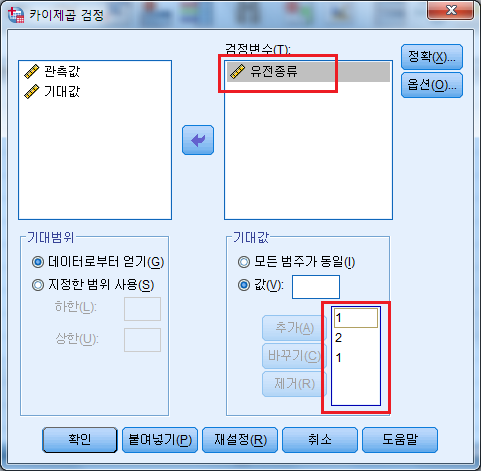 카이제곱 검정
검정변수(T):
관측값
기대값
유전종류
정확(X)...
옵션(O)...
기대범위
데이터로부터 얻기(G)
지정한 범위 사용(S)
하한(L):
상한(U):
기대값
모든 범주가 동일(I)
값(V):
추가(A)
바꾸기(C)
제거(R)
1
2
1
확인
붙여넣기(P)
재설정(R)
취소
도움말